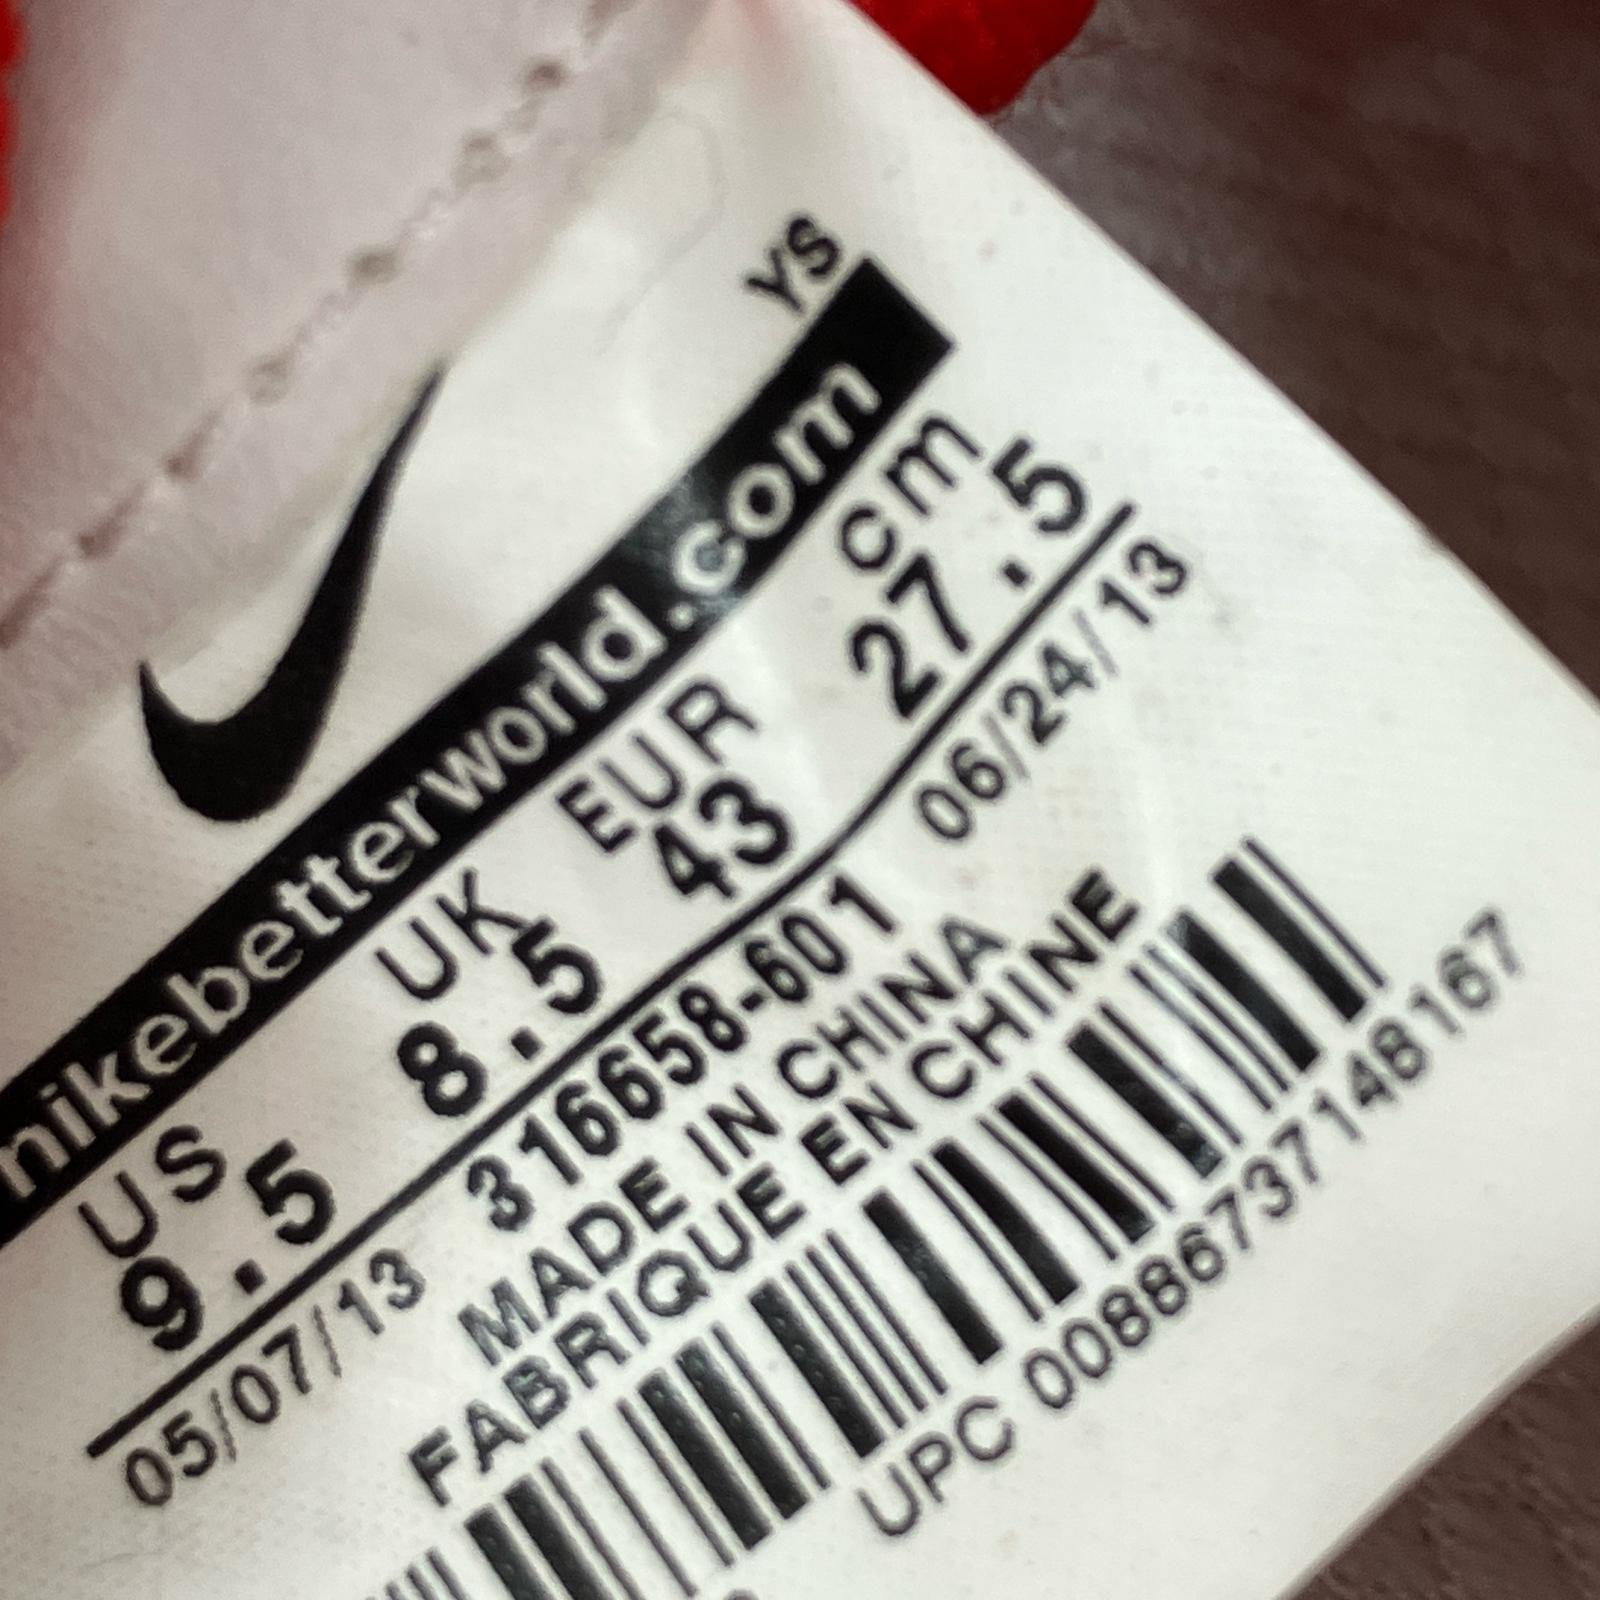 YS
nikebetterworld.com
US UK EUR cm
9.5 8.5 43 27.5
05/07/13 316658-601 06/24/13
MADE IN CHINA
FABRIQUE EN CHINE
UPC 00886737148167